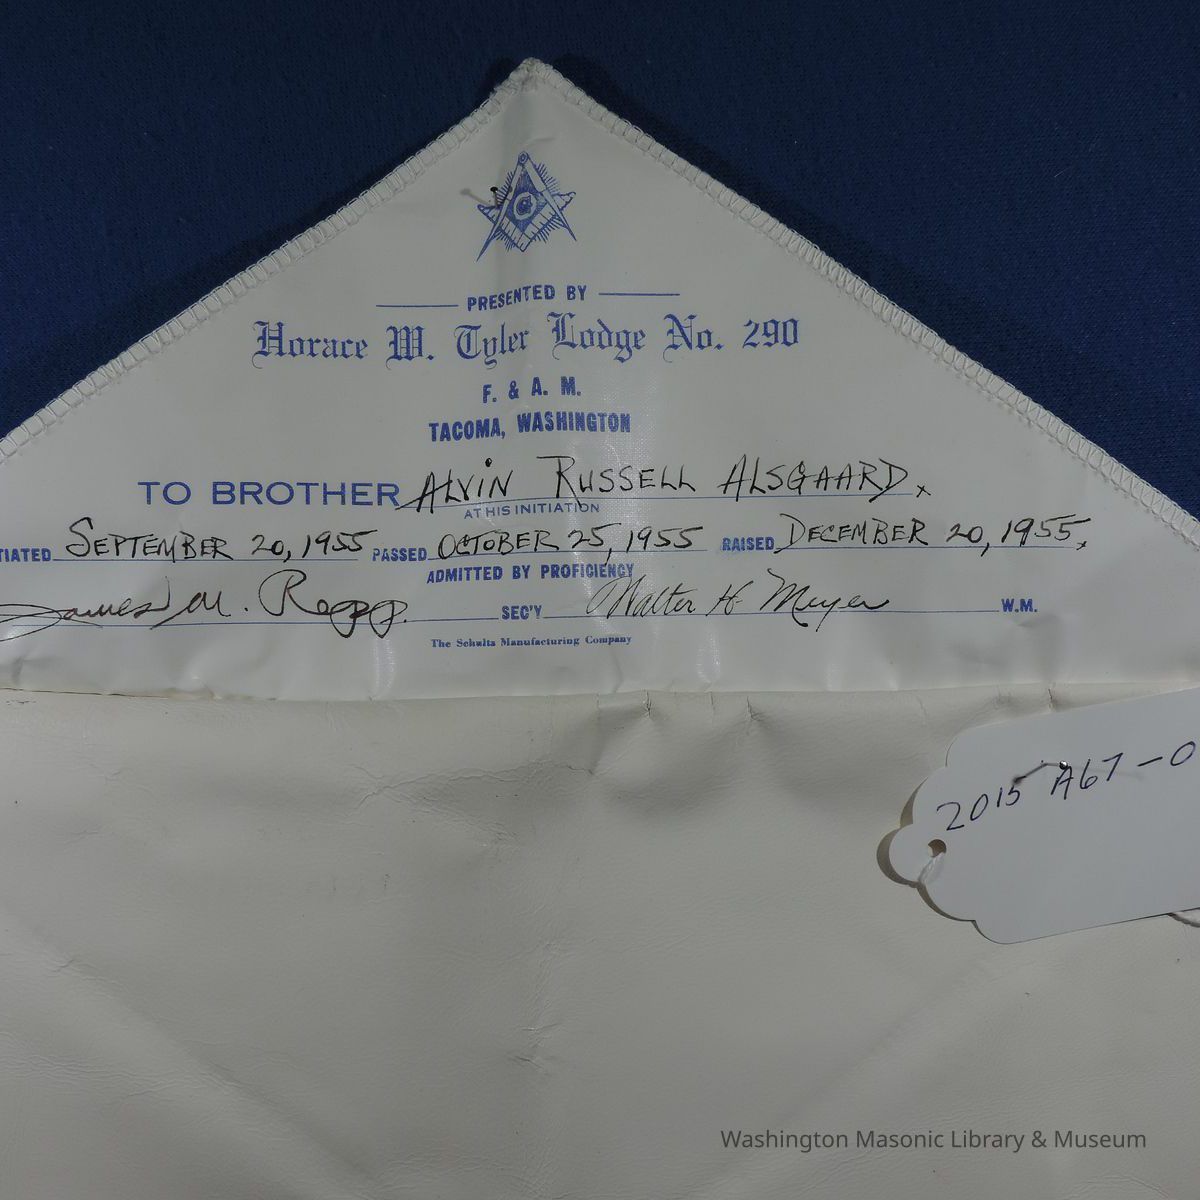 PRESENTED BY
Horace W. Tyler Lodge No. 290
F. & A. M.
TACOMA, WASHINGTON
TO BROTHER ALVIN RUSSELL ALSGAARD
AT HIS INITIATION
TIATED SEPTEMBER 20, 1955 PASSED OCTOBER 25, 1955 RAISED DECEMBER 20, 1955
ADMITTED BY PROFICIENCY
James M. SEC'Y Walter H. Meyer W.M.
The Schultz Manufacturing Company
2015 A67-0
Washington Masonic Library & Museum